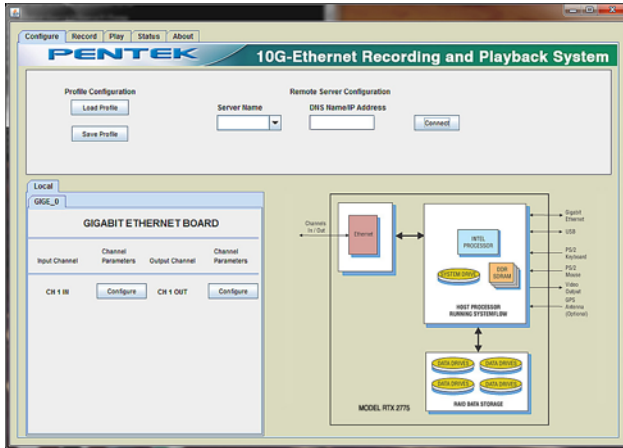 Configure Record Play Status About
PENTEK 10G-Ethernet Recording and Playback System
Profile Configuration
Load Profile
Save Profile
Remote Server Configuration
Server Name DNS Name/IP Address
Connect
Local
GIGE_0
GIGABIT ETHERNET BOARD
Input Channel Channel Parameters Output Channel Channel Parameters
CH 1 IN Configure CH 1 OUT Configure
Channels
In / Out
Ethernet
INTEL
PROCESSOR
SYSTEM DRIVE
DDR
SDRAM
HOST PROCESSOR
RUNNING SYSTEMFLOW
Gigabit
Ethernet
USB
PS/2
Keyboard
PS/2
Mouse
Video
Output
GPS
Antenna
(Optional)
DATA DRIVES DATA DRIVES
DATA DRIVES DATA DRIVES
RAID DATA STORAGE
MODEL RTX 2775